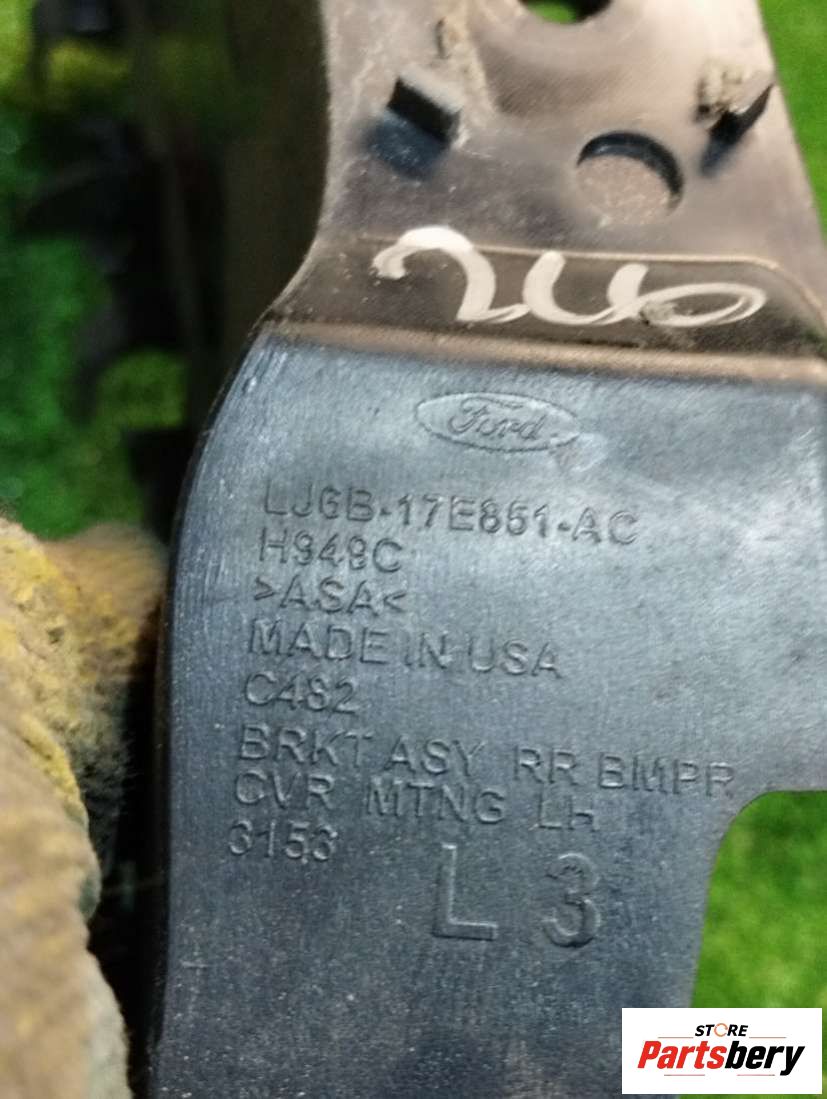 Ford
LJ6B-17E851-AC
H949C
>ASA<
MADE IN USA
C482
BRKT ASY RR BMPR
CVR MTNG LH
3153
L 3
STORE
Partsbery